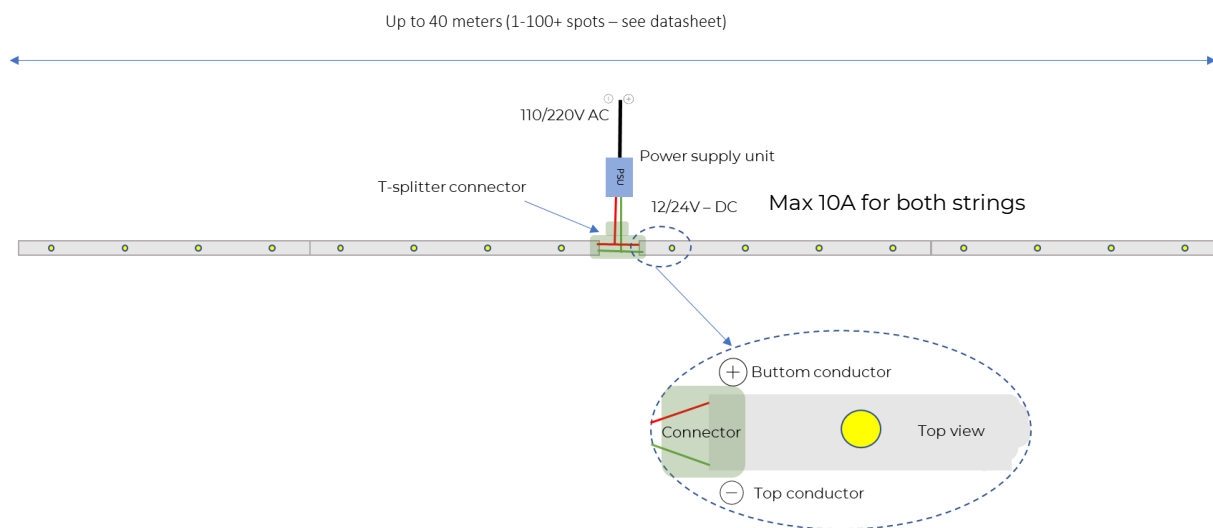 Up to 40 meters (1-100+ spots – see datasheet)
110/220V AC
Power supply unit
PSU
T-splitter connector
12/24V – DC
Max 10A for both strings
+ Buttom conductor
Connector
Top view
− Top conductor